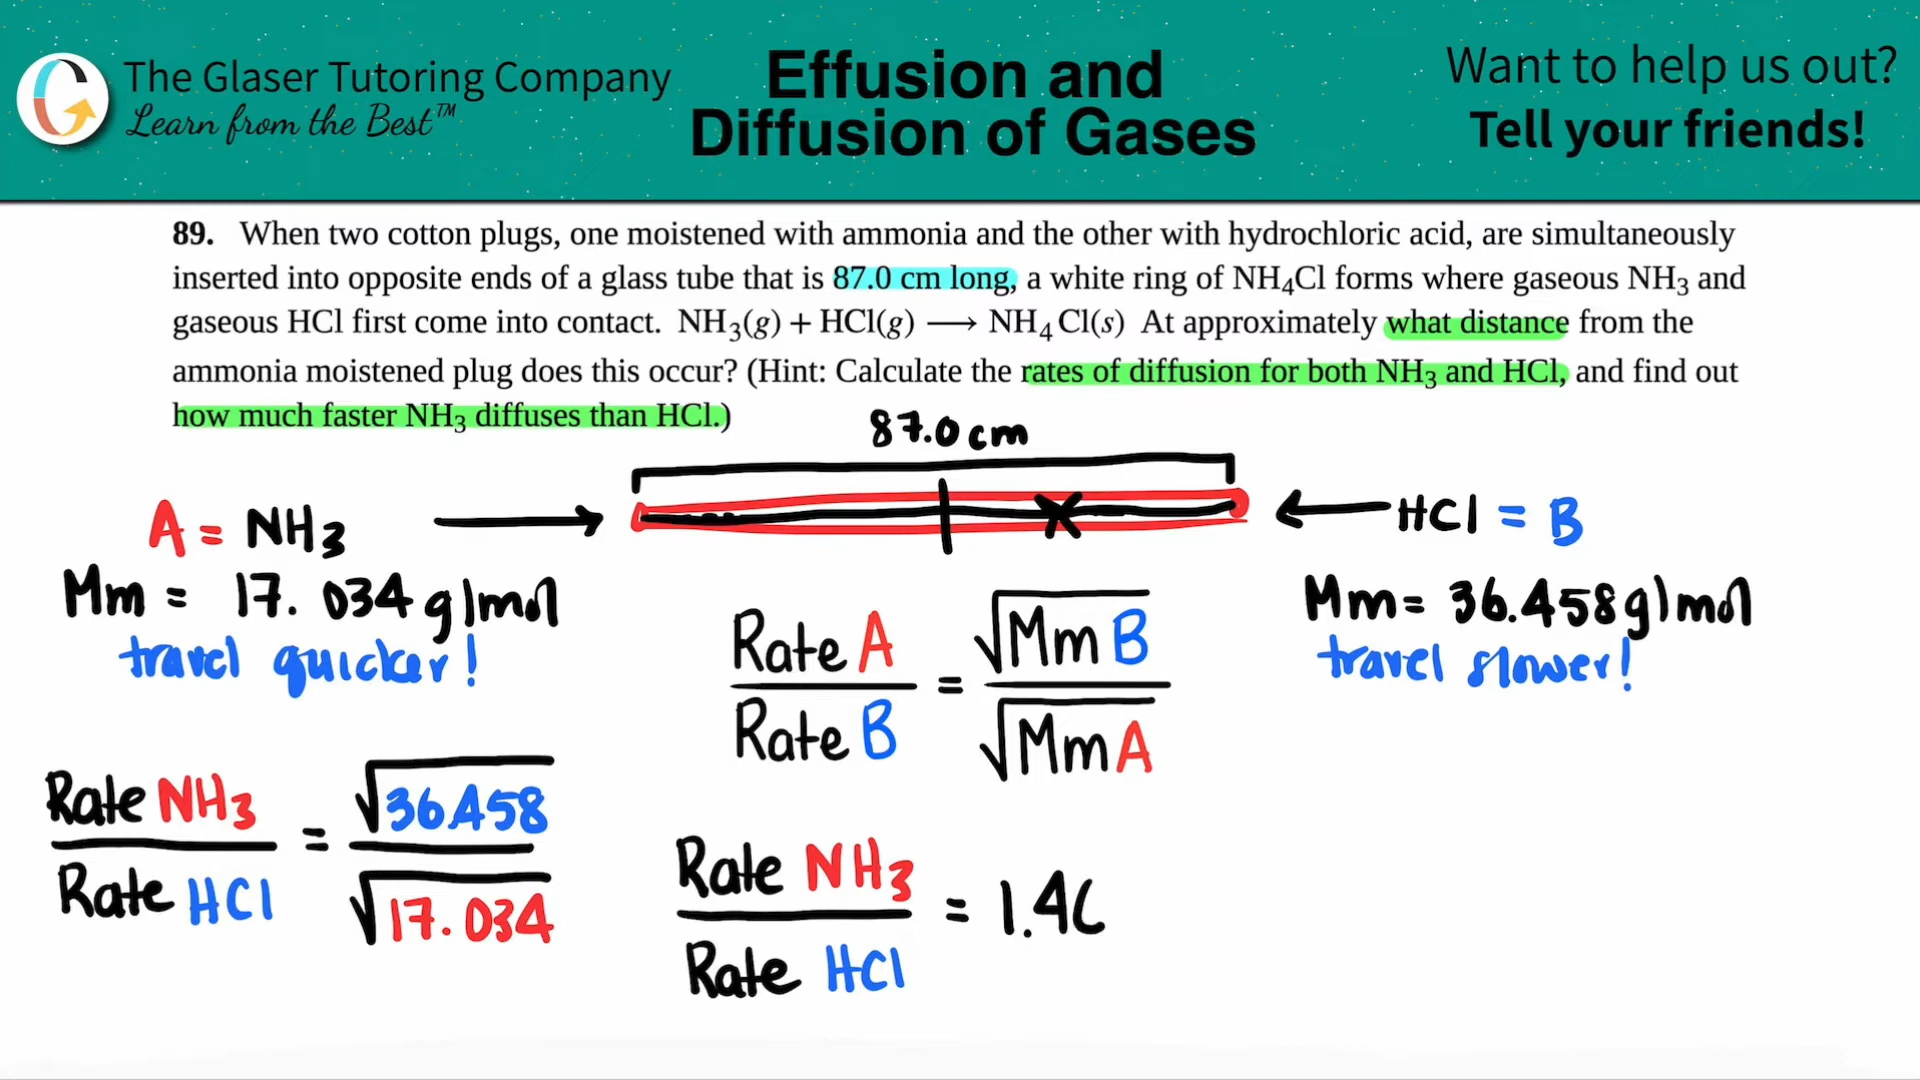 The Glaser Tutoring Company
Learn from the Best™
Effusion and
Diffusion of Gases
Want to help us out?
Tell your friends!
89. When two cotton plugs, one moistened with ammonia and the other with hydrochloric acid, are simultaneously
inserted into opposite ends of a glass tube that is 87.0 cm long, a white ring of NH₄Cl forms where gaseous NH₃ and
gaseous HCl first come into contact. NH₃(g) + HCl(g) ⟶ NH₄Cl(s) At approximately what distance from the
ammonia moistened plug does this occur? (Hint: Calculate the rates of diffusion for both NH₃ and HCl, and find out
how much faster NH₃ diffuses than HCl.)
87.0 cm
A = NH₃
HCl = B
Mm = 17.034 g/mol
Mm = 36.458 g/mol
travel quicker!
travel slower!
Rate A
Rate B
=
√Mm B
√Mm A
Rate NH₃
Rate HCl
=
√36.458
√17.034
Rate NH₃
Rate HCl
= 1.4